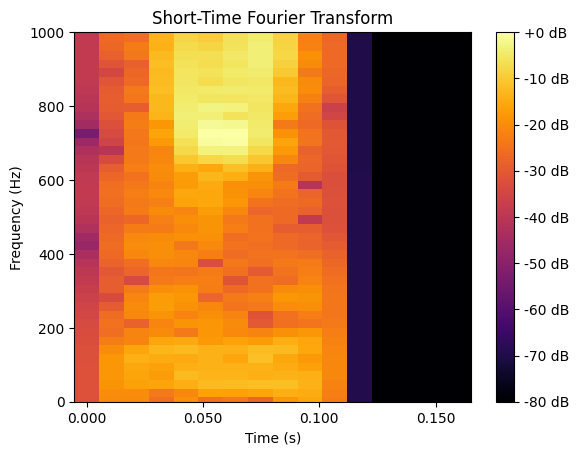 Short-Time Fourier Transform
Frequency (Hz)
1000
800
600
400
200
0
0.000
0.050
0.100
0.150
Time (s)
+0 dB
-10 dB
-20 dB
-30 dB
-40 dB
-50 dB
-60 dB
-70 dB
-80 dB